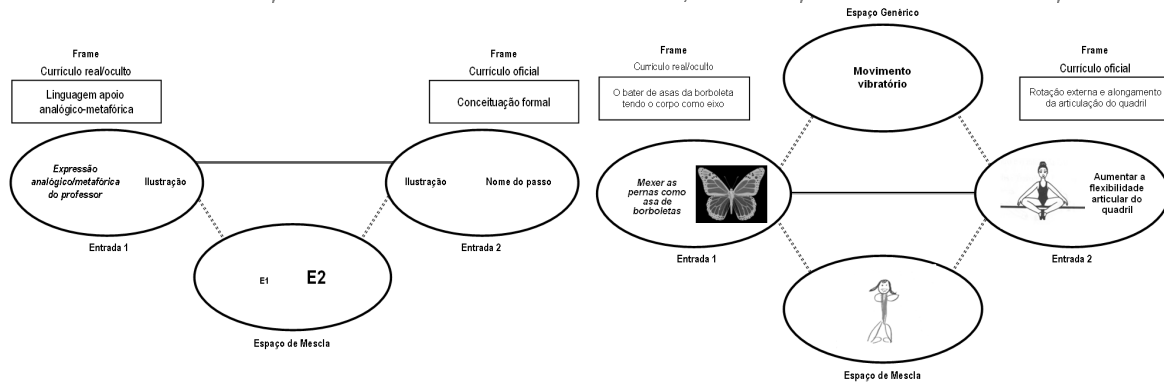 Frame
Currículo real/oculto
Linguagem apoio
analógico-metafórica
Expressão
analógico/metafórica
do professor
Ilustração
Entrada 1
Frame
Currículo oficial
Conceituação formal
Ilustração
Nome do passo
Entrada 2
E1
E2
Espaço de Mescla
Espaço Genérico
Movimento
vibratório
Frame
Currículo real/oculto
O bater de asas da borboleta
tendo o corpo como eixo
Mexer as
pernas como
asa de
borboletas
Entrada 1
Frame
Currículo oficial
Rotação externa e alongamento
da articulação do quadril
Aumentar a
flexibilidade
articular do
quadril
Entrada 2
Espaço de Mescla